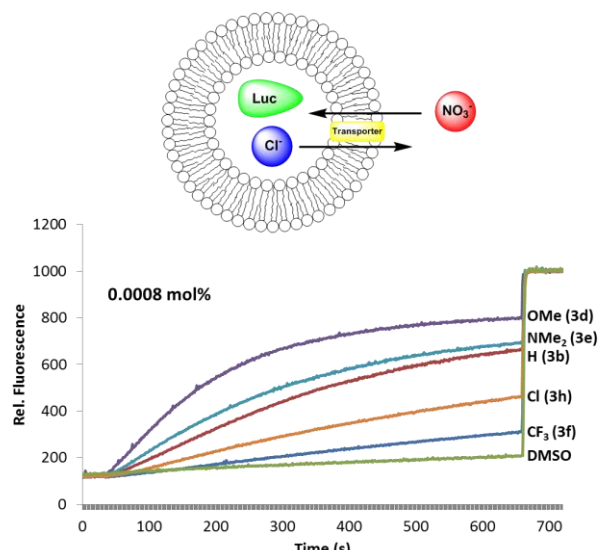 Luc
NO3-
Transporter
Cl-
1200
1000
800
600
400
200
0
Rel. Fluorescence
0.0008 mol%
OMe (3d)
NMe2 (3e)
H (3b)
Cl (3h)
CF3 (3f)
DMSO
0 100 200 300 400 500 600 700
Time (s)